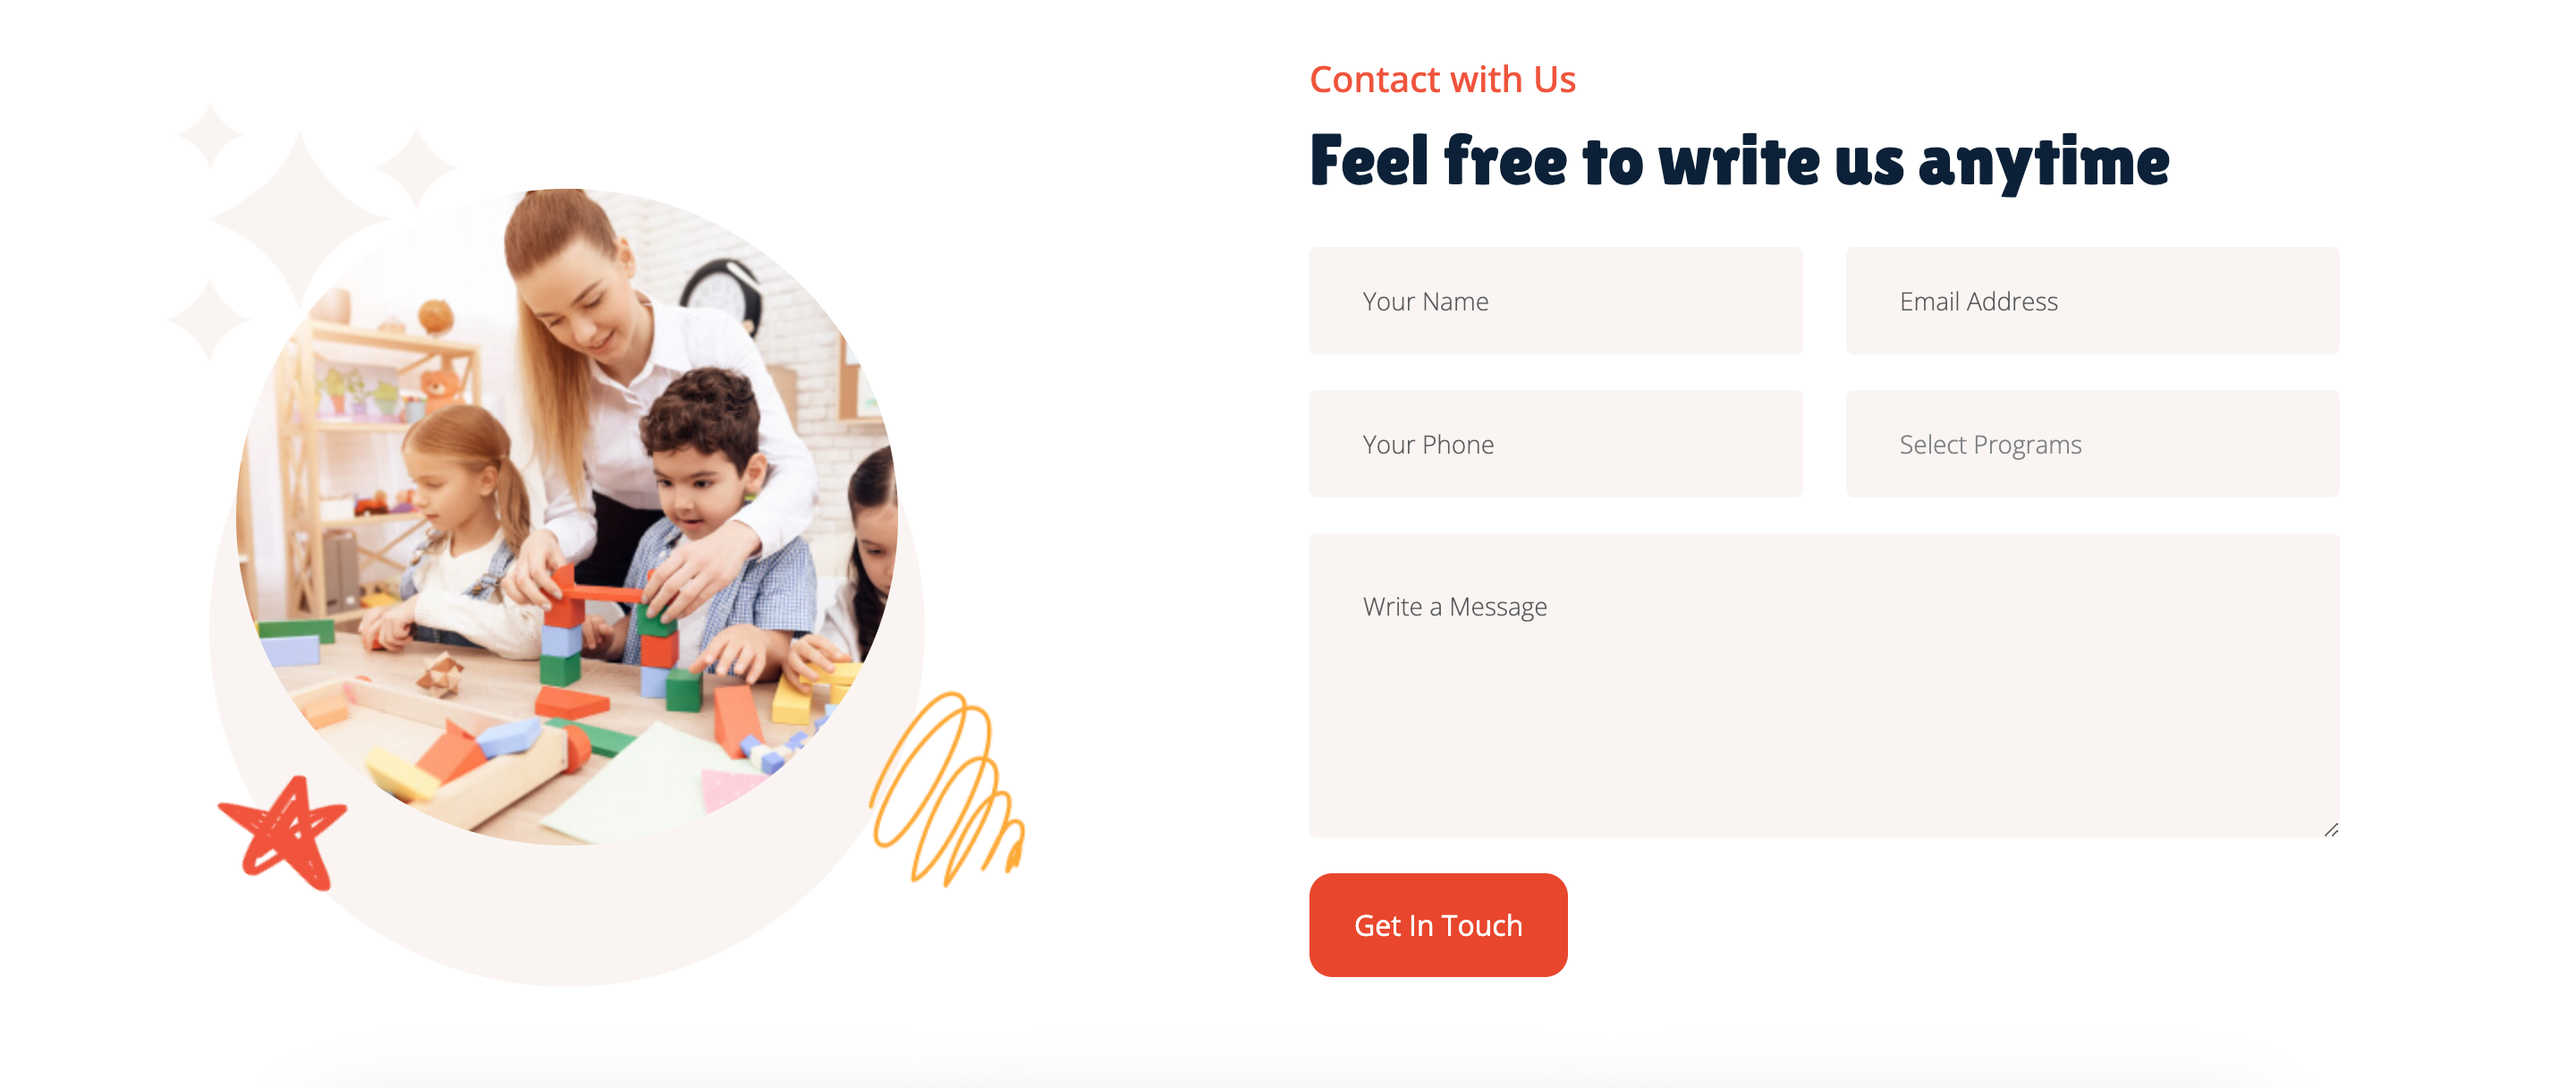 Contact with Us
Feel free to write us anytime
Your Name
Email Address
Your Phone
Select Programs
Write a Message
Get In Touch